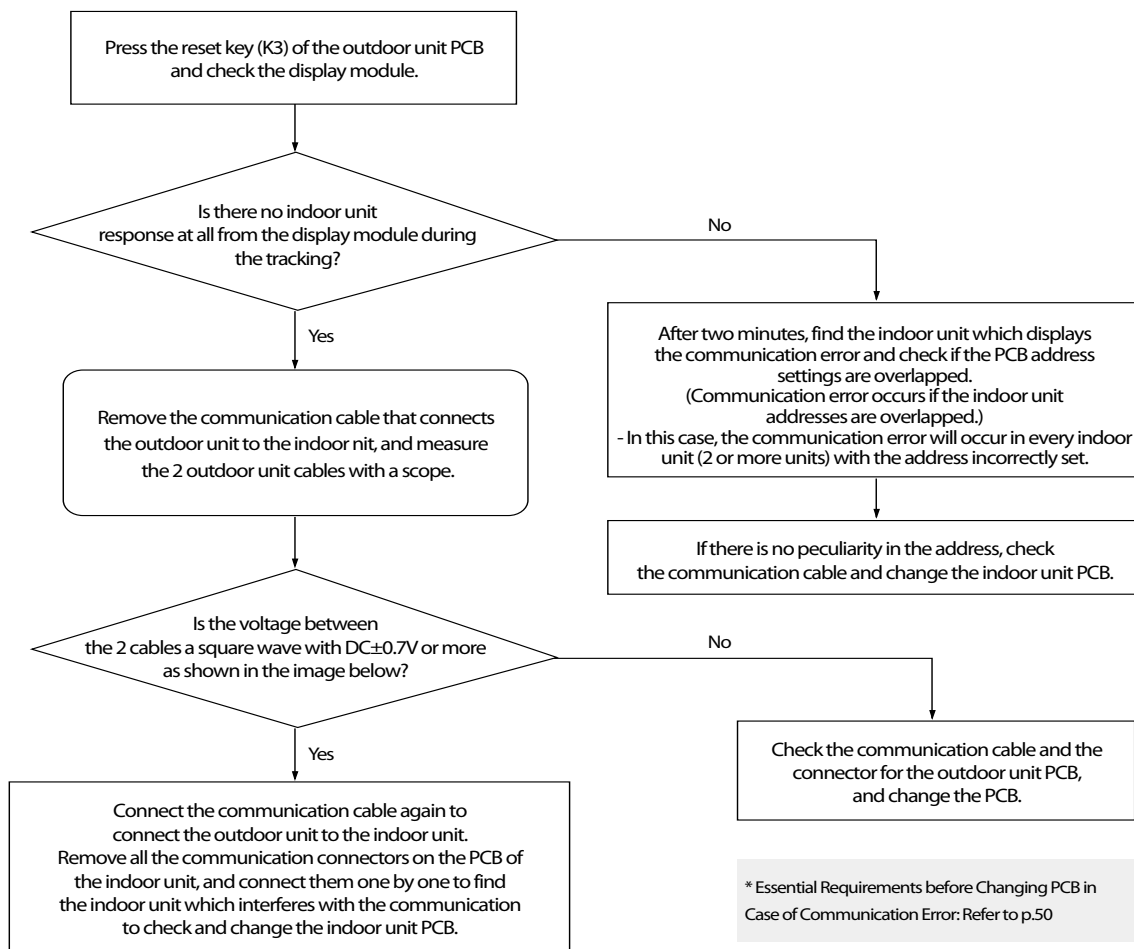 Press the reset key (K3) of the outdoor unit PCB
and check the display module.
Is there no indoor unit
response at all from the display module during
the tracking?
No
Yes
After two minutes, find the indoor unit which displays
the communication error and check if the PCB address
settings are overlapped.
(Communication error occurs if the indoor unit
addresses are overlapped.)
- In this case, the communication error will occur in every indoor
unit (2 or more units) with the address incorrectly set.
Remove the communication cable that connects
the outdoor unit to the indoor nit, and measure
the 2 outdoor unit cables with a scope.
If there is no peculiarity in the address, check
the communication cable and change the indoor unit PCB.
Is the voltage between
the 2 cables a square wave with DC±0.7V or more
as shown in the image below?
No
Yes
Check the communication cable and the
connector for the outdoor unit PCB,
and change the PCB.
Connect the communication cable again to
connect the outdoor unit to the indoor unit.
Remove all the communication connectors on the PCB of
the indoor unit, and connect them one by one to find
the indoor unit which interferes with the communication
to check and change the indoor unit PCB.
* Essential Requirements before Changing PCB in
Case of Communication Error: Refer to p.50